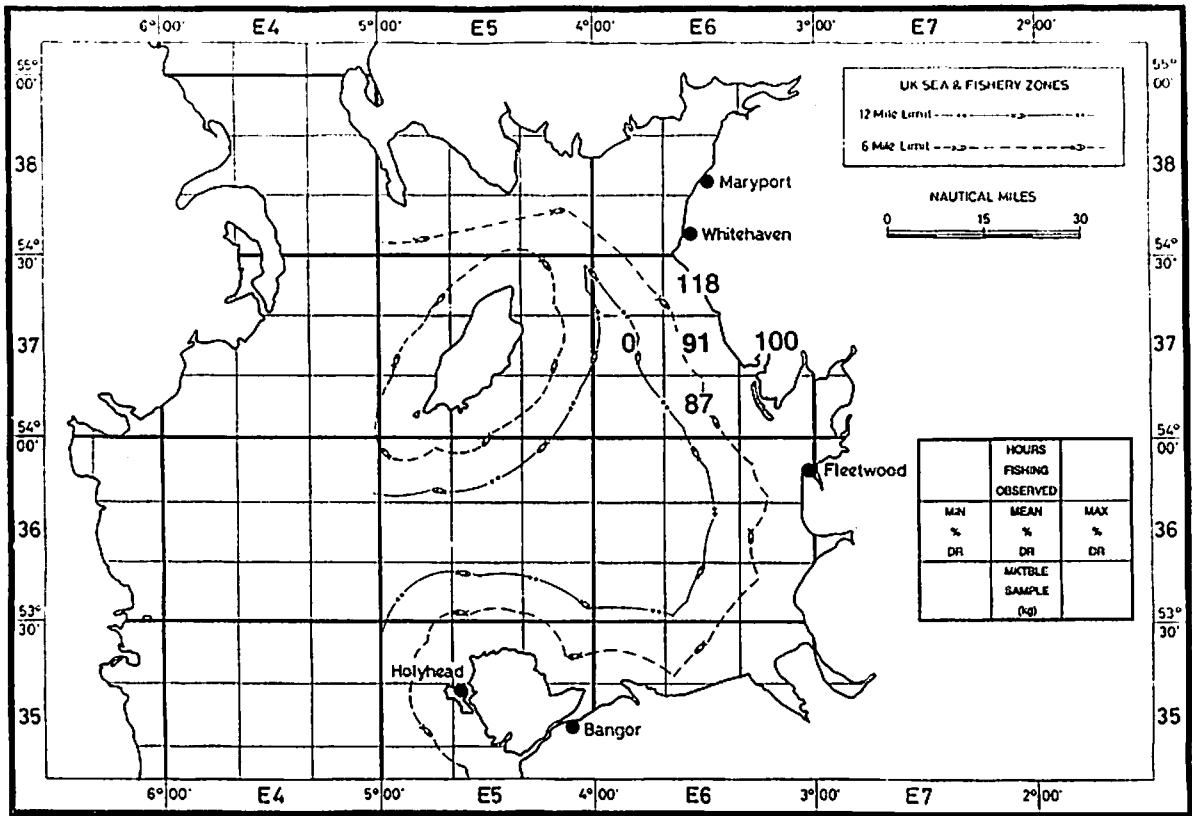 6°00' E4 5°00' E5 4°00' E6 3°00' E7 2°00'
55° 00'
55° 00'
UK SEA & FISHERY ZONES
12 Mile Limit
6 Mile Limit
38
38
Maryport
NAUTICAL MILES
0 15 30
Whitehaven
54° 30'
54° 30'
118
37
0 91 100
37
87
54° 00'
54° 00'
Fleetwood
HOURS
FISHING
OBSERVED
MIN MEAN MAX
% % %
DR DR DR
MKTBLE
SAMPLE
(kg)
36
36
53° 30'
53° 30'
Holyhead
35
35
Bangor
6°00' E4 5°00' E5 4°00' E6 3°00' E7 2°00'